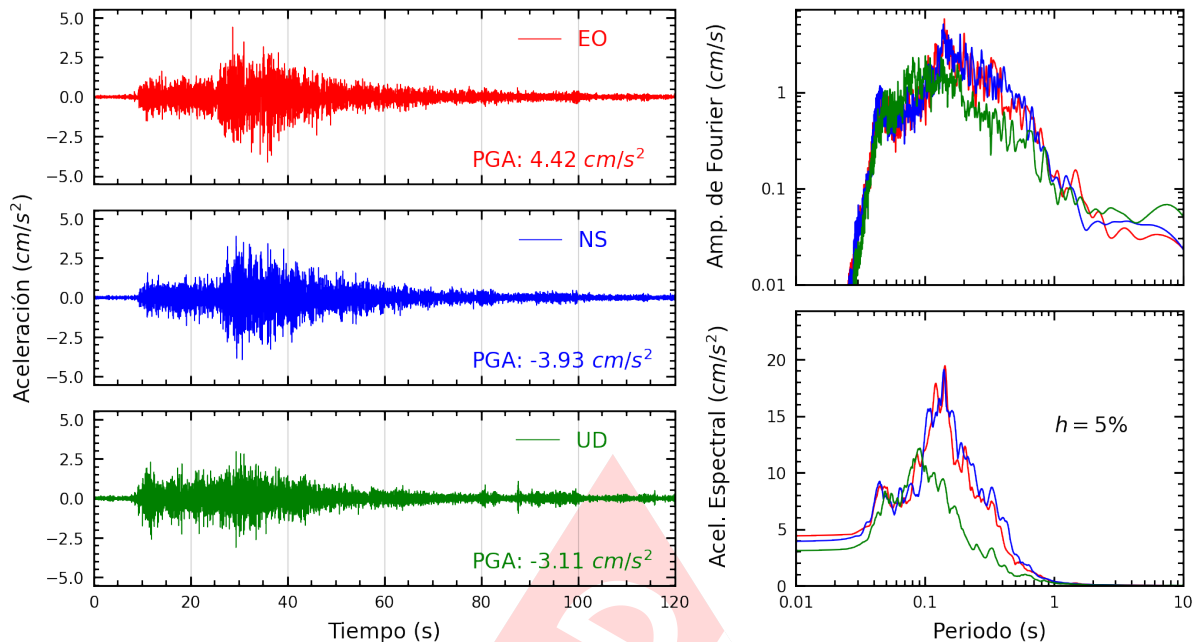 Aceleración (cm/s²)
5.0
2.5
0.0
−2.5
−5.0
EO
PGA: 4.42 cm/s²
5.0
2.5
0.0
−2.5
−5.0
NS
PGA: -3.93 cm/s²
5.0
2.5
0.0
−2.5
−5.0
UD
PGA: -3.11 cm/s²
0 20 40 60 80 100 120
Tiempo (s)
Amp. de Fourier (cm/s)
1
0.1
0.01
Acel. Espectral (cm/s²)
20
15
10
5
0
h = 5%
0.01 0.1 1 10
Periodo (s)